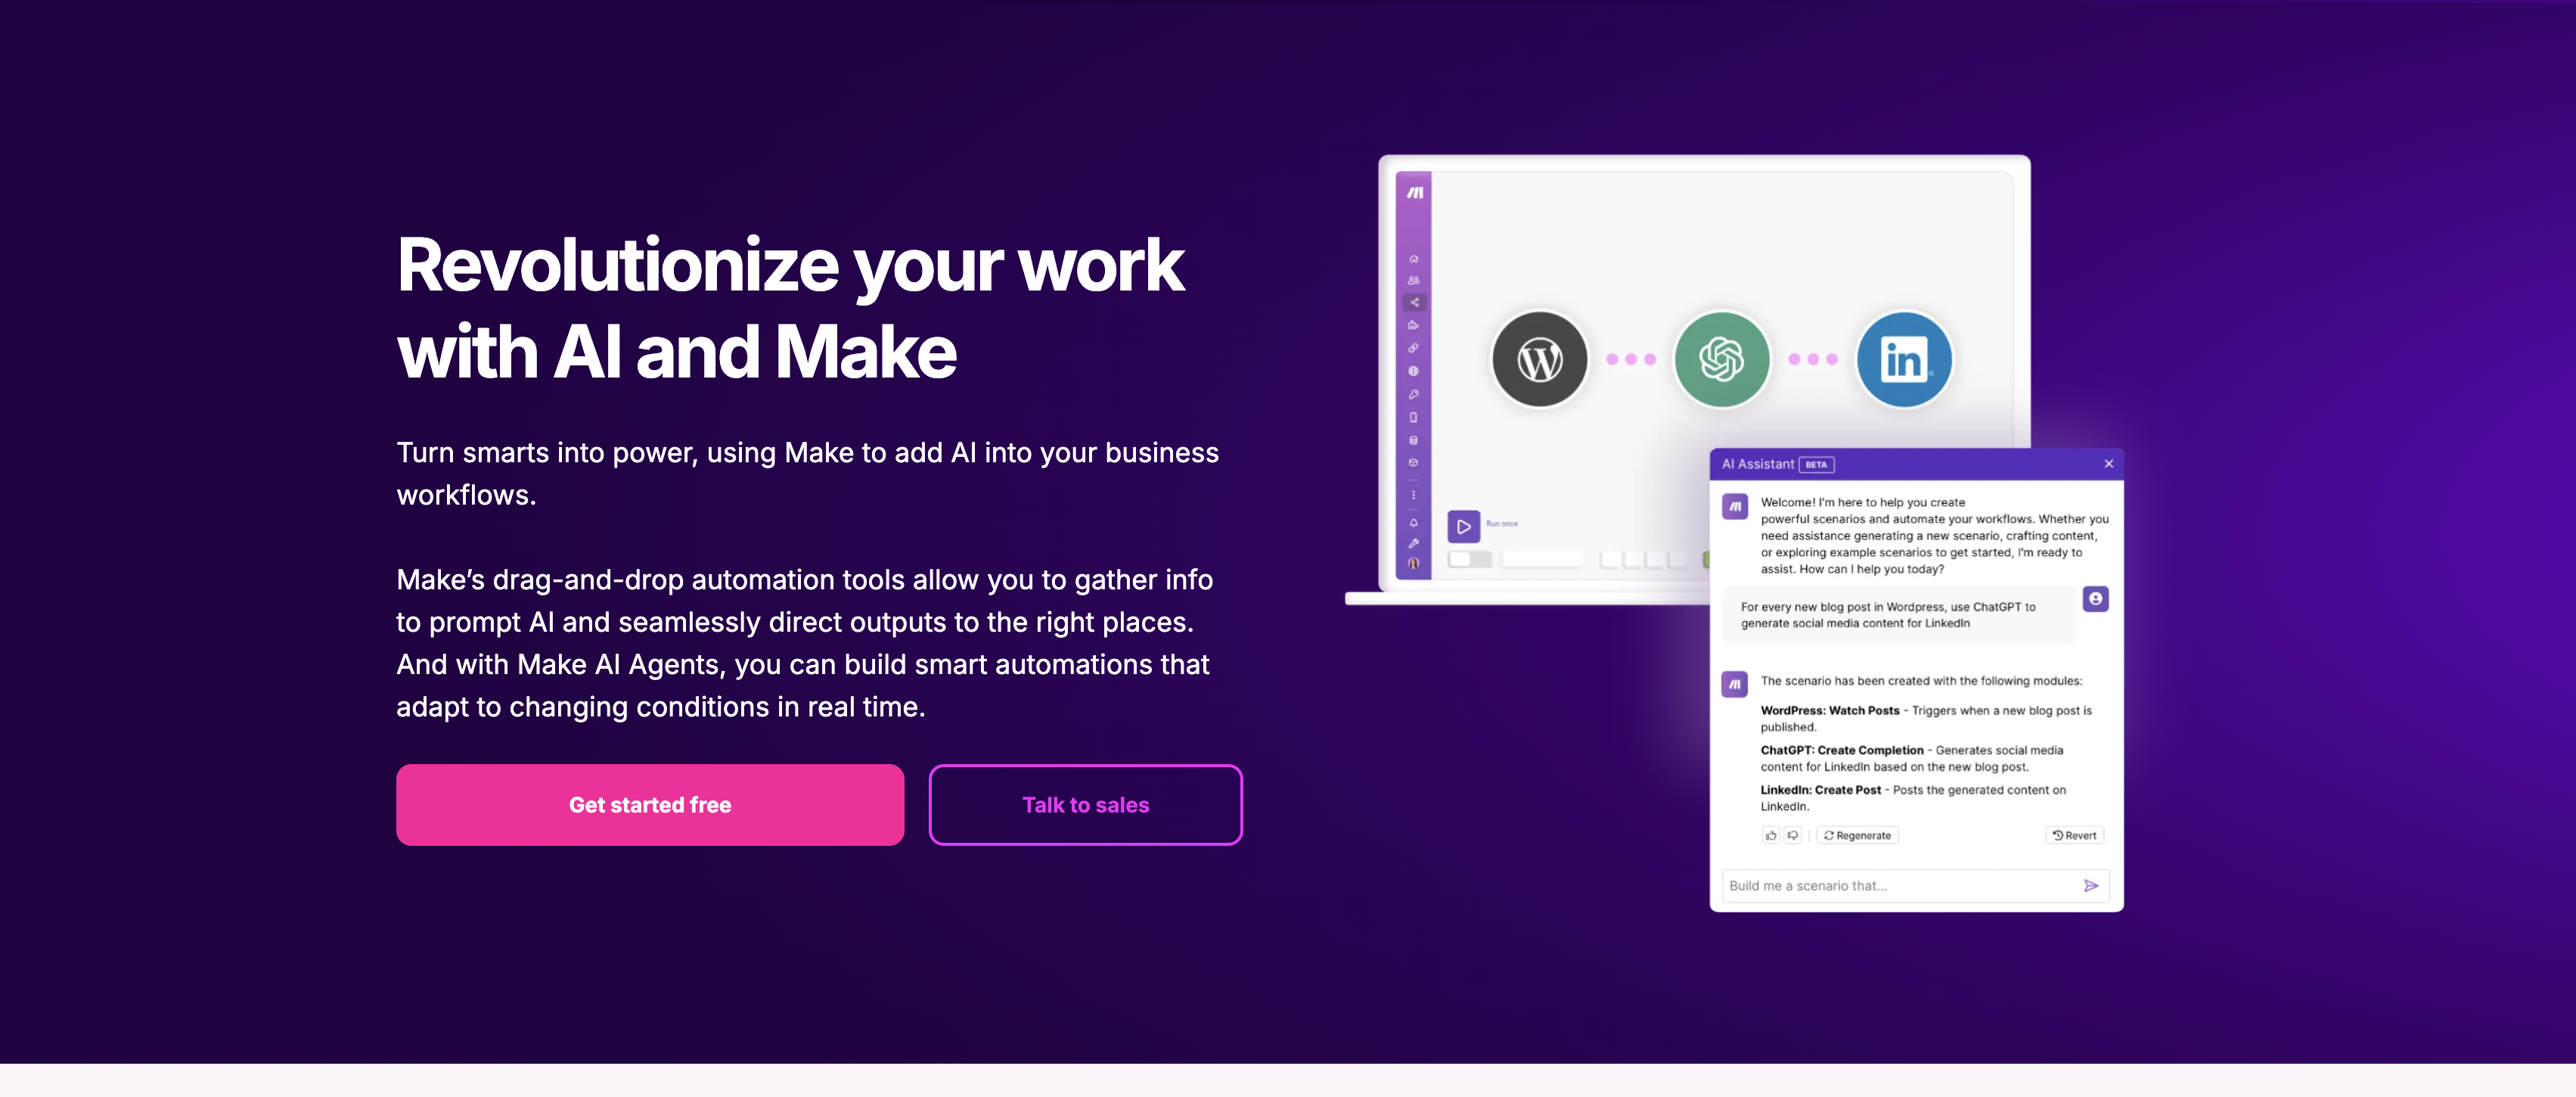 Revolutionize your work
with AI and Make
Turn smarts into power, using Make to add AI into your business
workflows.
Make’s drag-and-drop automation tools allow you to gather info
to prompt AI and seamlessly direct outputs to the right places.
And with Make AI Agents, you can build smart automations that
adapt to changing conditions in real time.
Get started free
Talk to sales
in
Run once
AI Assistant BETA
Welcome! I'm here to help you create
powerful scenarios and automate your workflows. Whether you
need assistance generating a new scenario, crafting content,
or exploring example scenarios to get started, I'm ready to
assist. How can I help you today?
For every new blog post in Wordpress, use ChatGPT to
generate social media content for LinkedIn
The scenario has been created with the following modules:
WordPress: Watch Posts - Triggers when a new blog post is
published.
ChatGPT: Create Completion - Generates social media
content for LinkedIn based on the new blog post.
LinkedIn: Create Post - Posts the generated content on
LinkedIn.
Regenerate
Revert
Build me a scenario that...